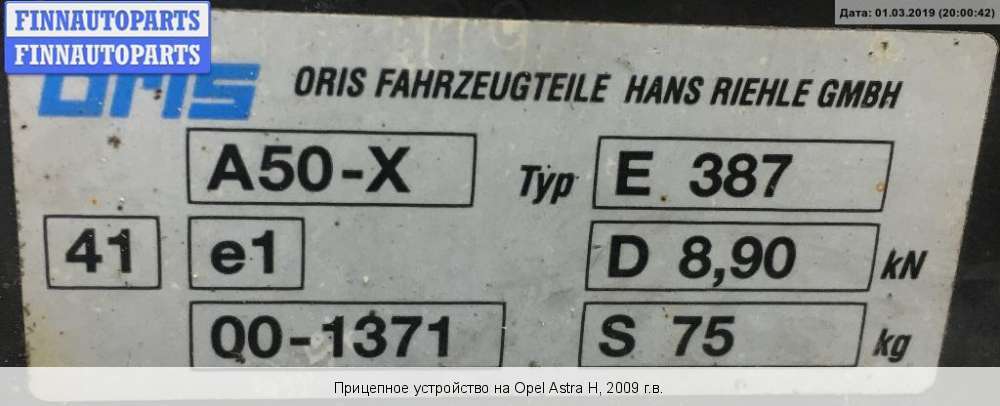 FINNAUTOPARTS
FINNAUTOPARTS
Дата: 01.03.2019 (20:00:42)
oris ORIS FAHRZEUGTEILE HANS RIEHLE GMBH
A50-X Typ E 387
41 e1 D 8,90 kN
00-1371 S 75 kg
Прицепное устройство на Opel Astra H, 2009 г.в.